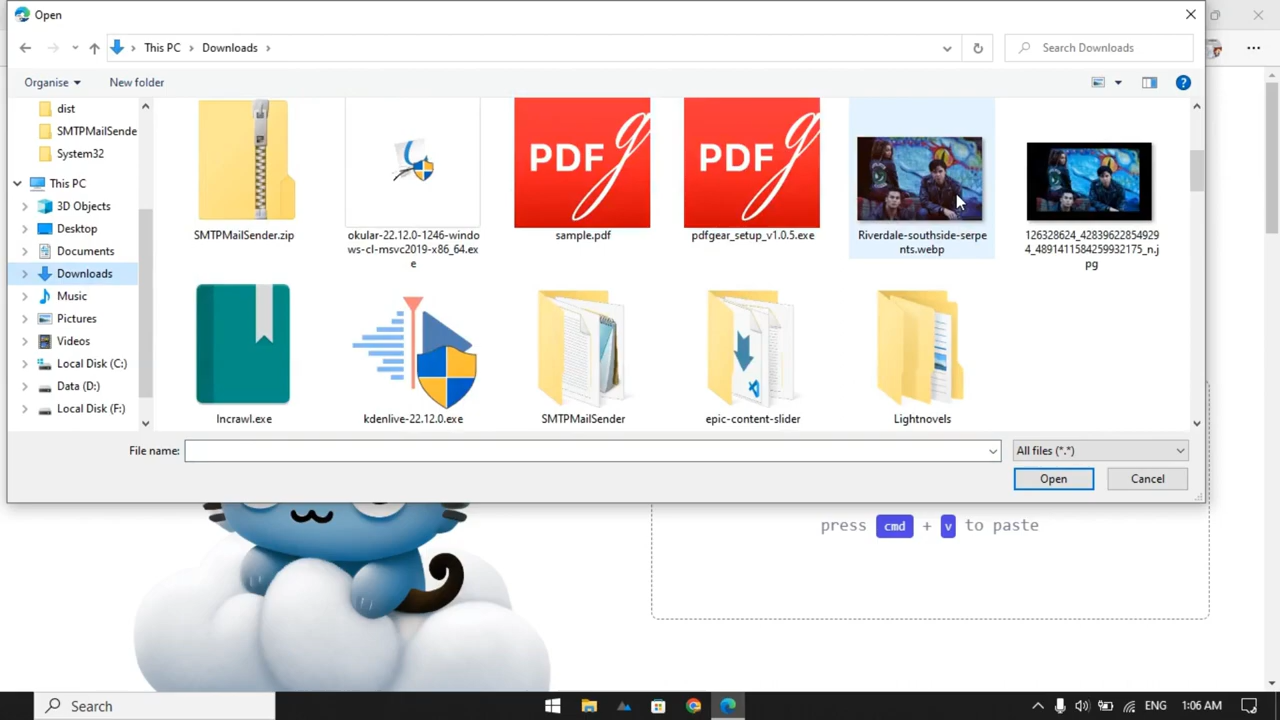 Open
This PC
Downloads
Search Downloads
Organise
New folder
dist
SMTPMailSende
System32
This PC
3D Objects
Desktop
Documents
Downloads
Music
Pictures
Videos
Local Disk (C:)
Data (D:)
Local Disk (F:)
SMTPMailSender.zip
okular-22.12.0-1246-windo
ws-cl-msvc2019-x86_64.ex
e
PDF g
sample.pdf
PDF g
pdfgear_setup_v1.0.5.exe
Riverdale-southside-serpe
nts.webp
126328624_42839622854929
4_4891411584259932175_n.j
pg
lncrawl.exe
kdenlive-22.12.0.exe
SMTPMailSender
epic-content-slider
Lightnovels
File name:
All files (*.*)
Open
Cancel
press cmd + v to paste
Search
ENG
1:06 AM